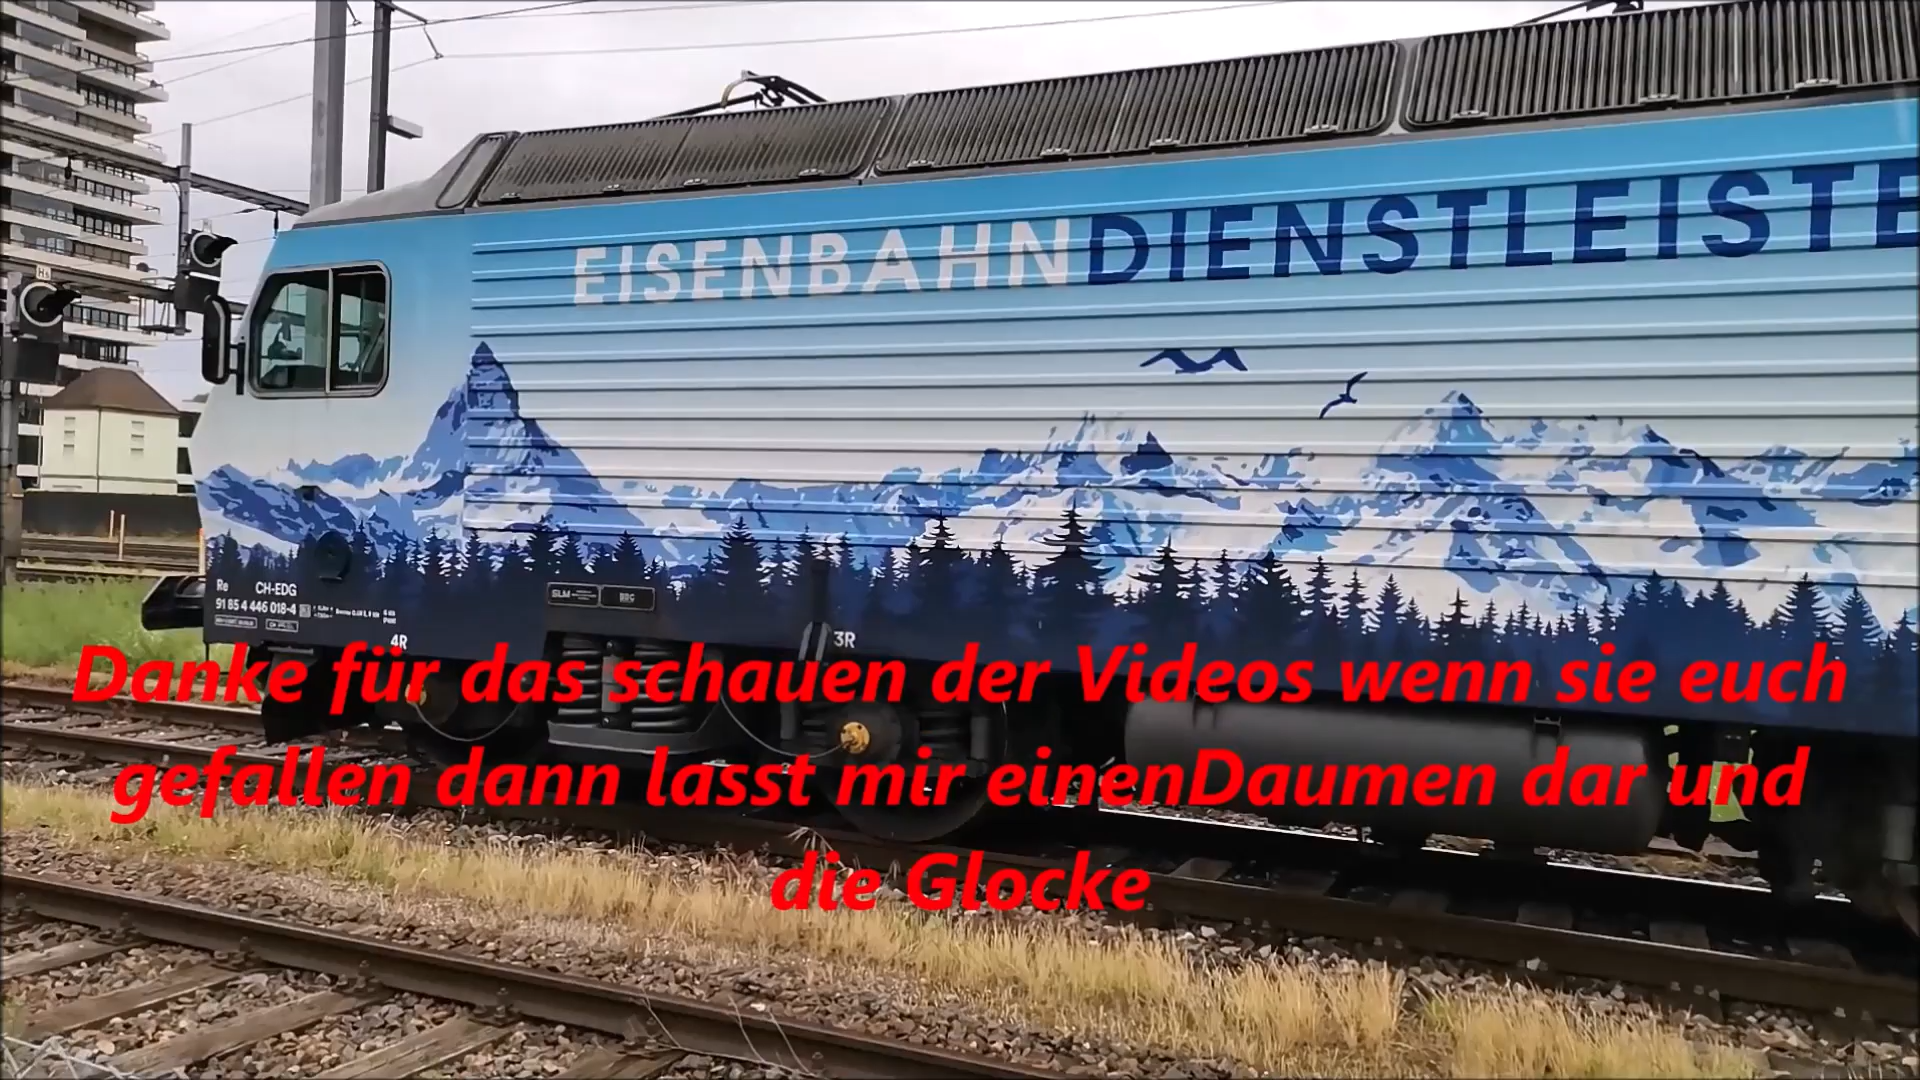 EISENBAHNDIENSTLEISTE
Re CH-EDG
91 85 4 446 018-4
SLM
4R
3R
Danke für das schauen der Videos wenn sie euch
gefallen dann lasst mir einenDaumen dar und
die Glocke